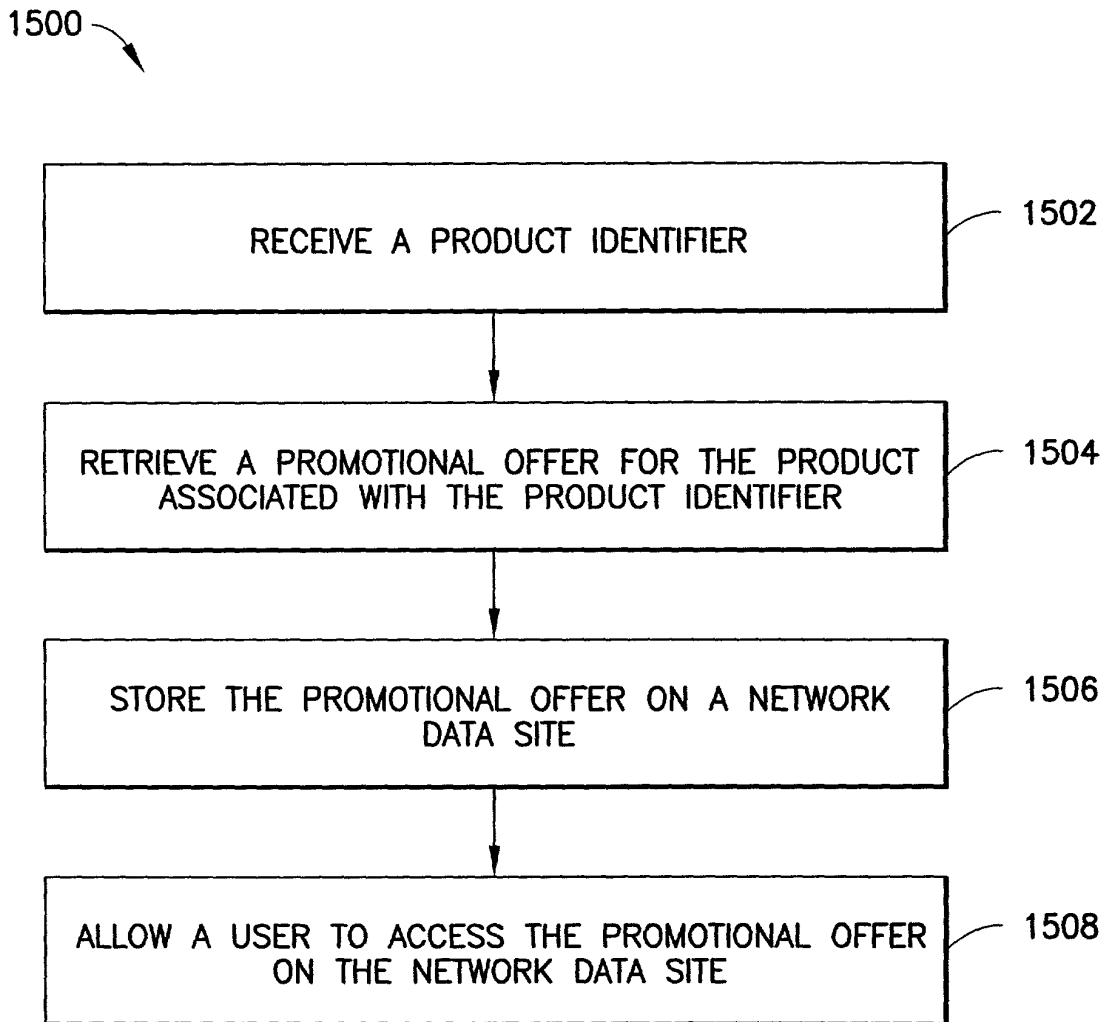 1500
RECEIVE A PRODUCT IDENTIFIER
1502
RETRIEVE A PROMOTIONAL OFFER FOR THE PRODUCT
ASSOCIATED WITH THE PRODUCT IDENTIFIER
1504
STORE THE PROMOTIONAL OFFER ON A NETWORK
DATA SITE
1506
ALLOW A USER TO ACCESS THE PROMOTIONAL OFFER
ON THE NETWORK DATA SITE
1508